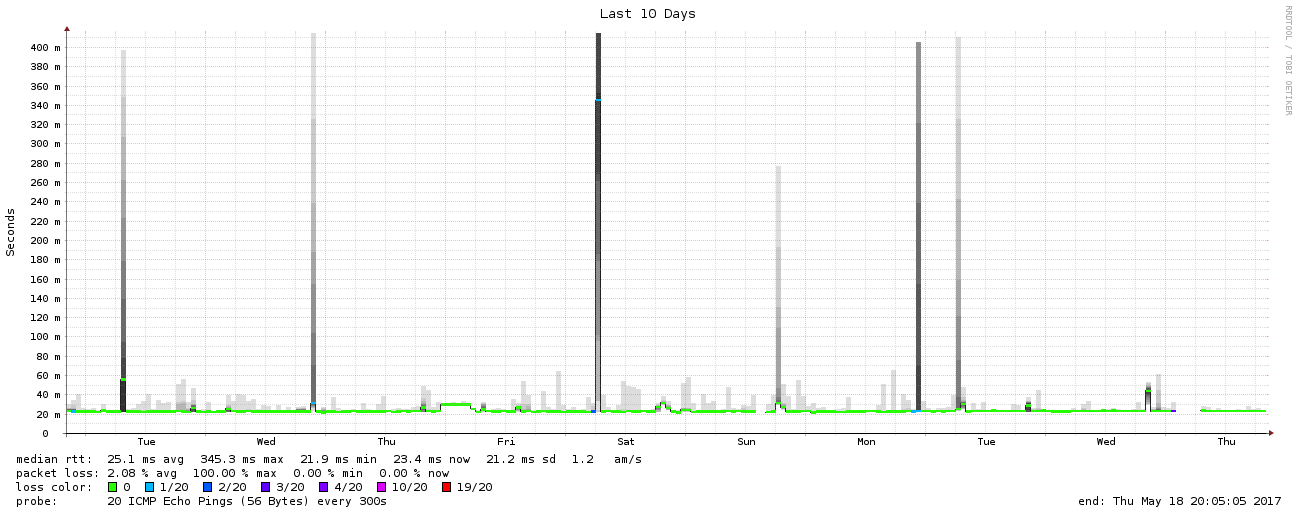 Last 10 Days
RRDTOOL / TOBI OETIKER
Seconds
400 m
380 m
360 m
340 m
320 m
300 m
280 m
260 m
240 m
220 m
200 m
180 m
160 m
140 m
120 m
100 m
80 m
60 m
40 m
20 m
0
Tue Wed Thu Fri Sat Sun Mon Tue Wed Thu
median rtt: 25.1 ms avg 345.3 ms max 21.9 ms min 23.4 ms now 21.2 ms sd 1.2 am/s
packet loss: 2.08 % avg 100.00 % max 0.00 % min 0.00 % now
loss color: 0 1/20 2/20 3/20 4/20 10/20 19/20
probe: 20 ICMP Echo Pings (56 Bytes) every 300s end: Thu May 18 20:05:05 2017